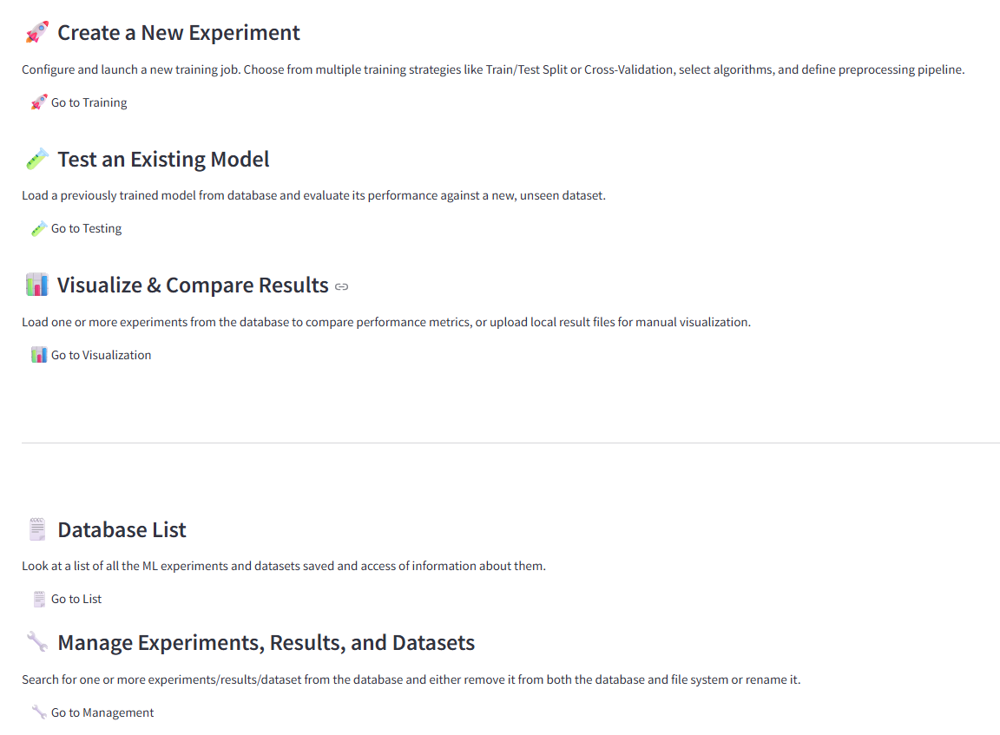 Create a New Experiment
Configure and launch a new training job. Choose from multiple training strategies like Train/Test Split or Cross-Validation, select algorithms, and define preprocessing pipeline.
Go to Training
Test an Existing Model
Load a previously trained model from database and evaluate its performance against a new, unseen dataset.
Go to Testing
Visualize & Compare Results
Load one or more experiments from the database to compare performance metrics, or upload local result files for manual visualization.
Go to Visualization
Database List
Look at a list of all the ML experiments and datasets saved and access of information about them.
Go to List
Manage Experiments, Results, and Datasets
Search for one or more experiments/results/dataset from the database and either remove it from both the database and file system or rename it.
Go to Management